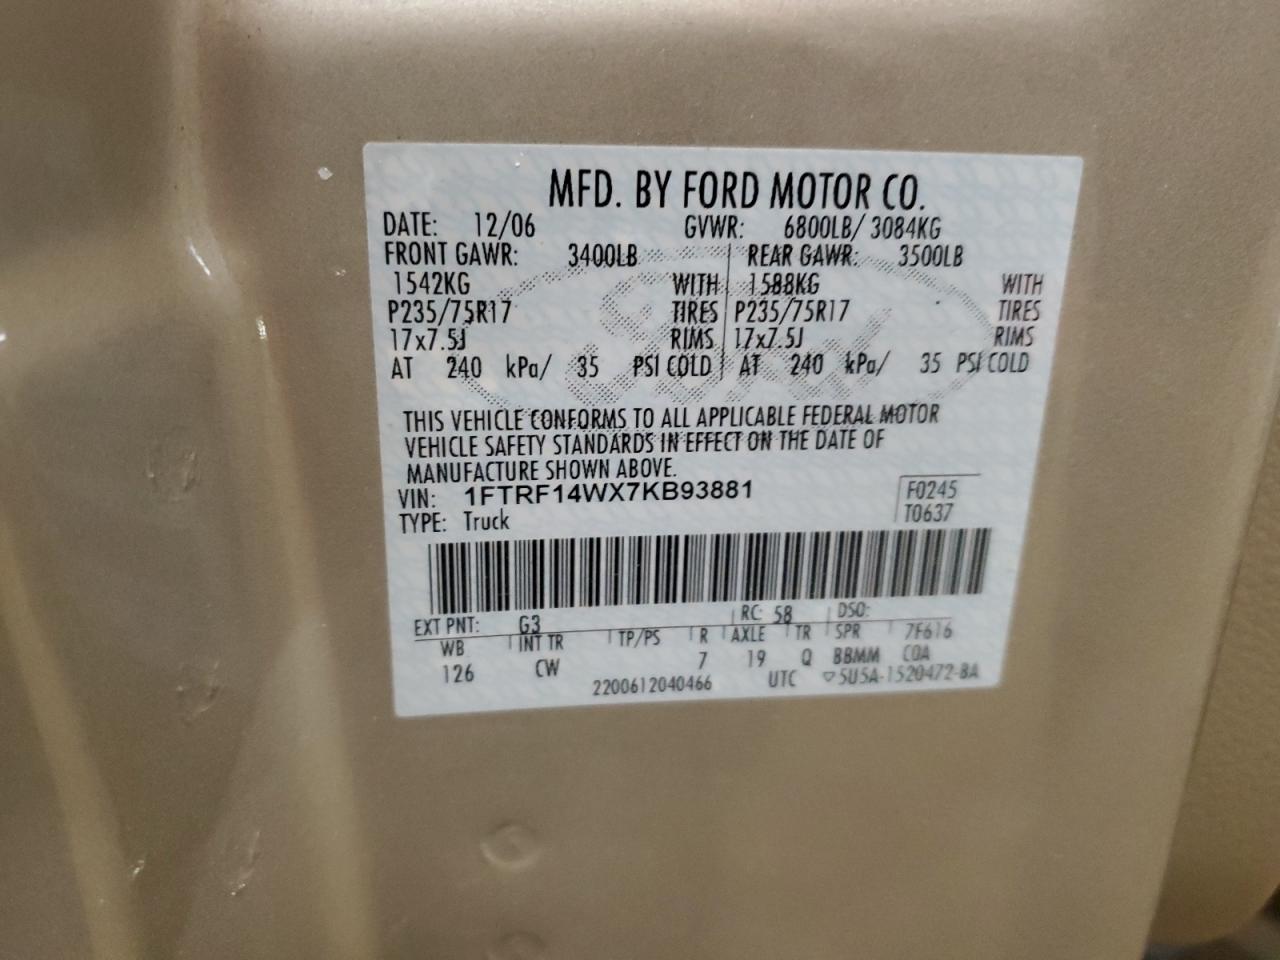 MFD. BY FORD MOTOR CO.
DATE: 12/06 GVWR: 6800LB/ 3084KG
FRONT GAWR: 3400LB REAR GAWR: 3500LB
1542KG WITH 1588KG WITH
P235/75R17 TIRES P235/75R17 TIRES
17x7.5J RIMS 17x7.5J RIMS
AT 240 kPa/ 35 PSI COLD AT 240 kPa/ 35 PSI COLD
THIS VEHICLE CONFORMS TO ALL APPLICABLE FEDERAL MOTOR
VEHICLE SAFETY STANDARDS IN EFFECT ON THE DATE OF
MANUFACTURE SHOWN ABOVE.
VIN: 1FTRF14WX7KB93881 F0245
TYPE: Truck T0637
EXT PNT: G3 RC: 58 DSO:
WB INT TR TP/PS R AXLE TR SPR 7F616
126 CW 7 19 Q BBMM COA
2200612040466 UTC ▽5U5A-1520472-BA